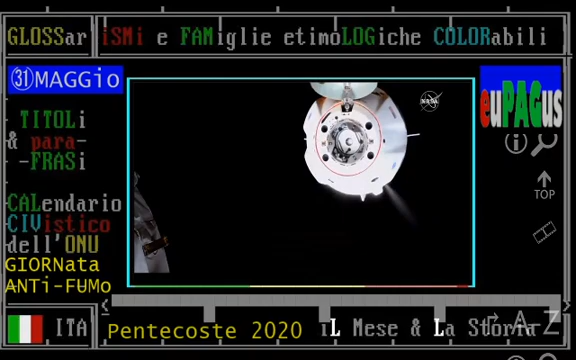 GLOSSar iSMi e FAMiglie etimoLOGiche COLORabili
31 MAGGio
NASA
euPAGus
TITOLi
& para-
-FRASi
TOP
CALendario
CIVistico
dell'ONU
GIORNata
ANTi-FUMo
ITA
Pentecoste 2020
iL Mese & La Storia
A-Z